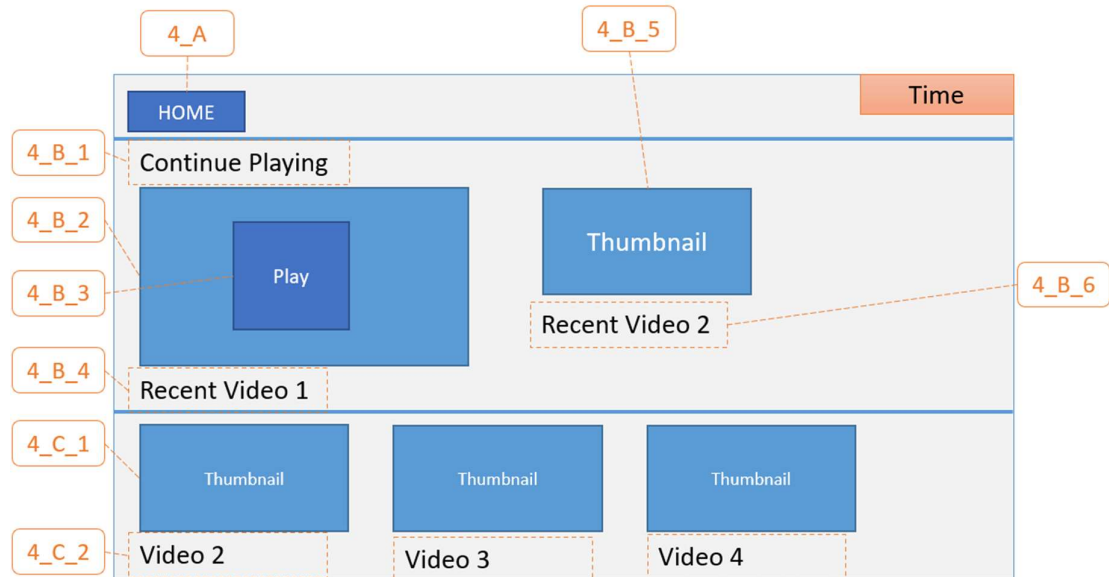 4_A
4_B_5
HOME
Time
4_B_1
Continue Playing
4_B_2
Thumbnail
4_B_3
Play
4_B_6
Recent Video 2
4_B_4
Recent Video 1
4_C_1
Thumbnail
Thumbnail
Thumbnail
4_C_2
Video 2
Video 3
Video 4